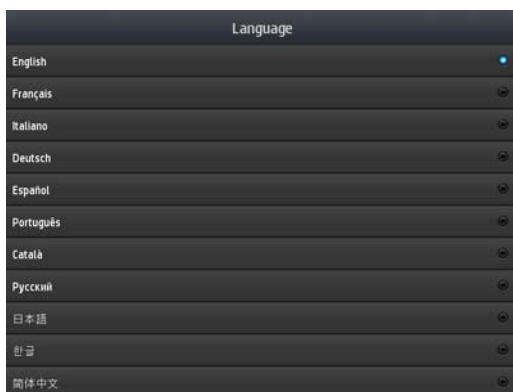 Language
English
Français
Italiano
Deutsch
Español
Português
Català
Русский
日本語
한글
简体中文